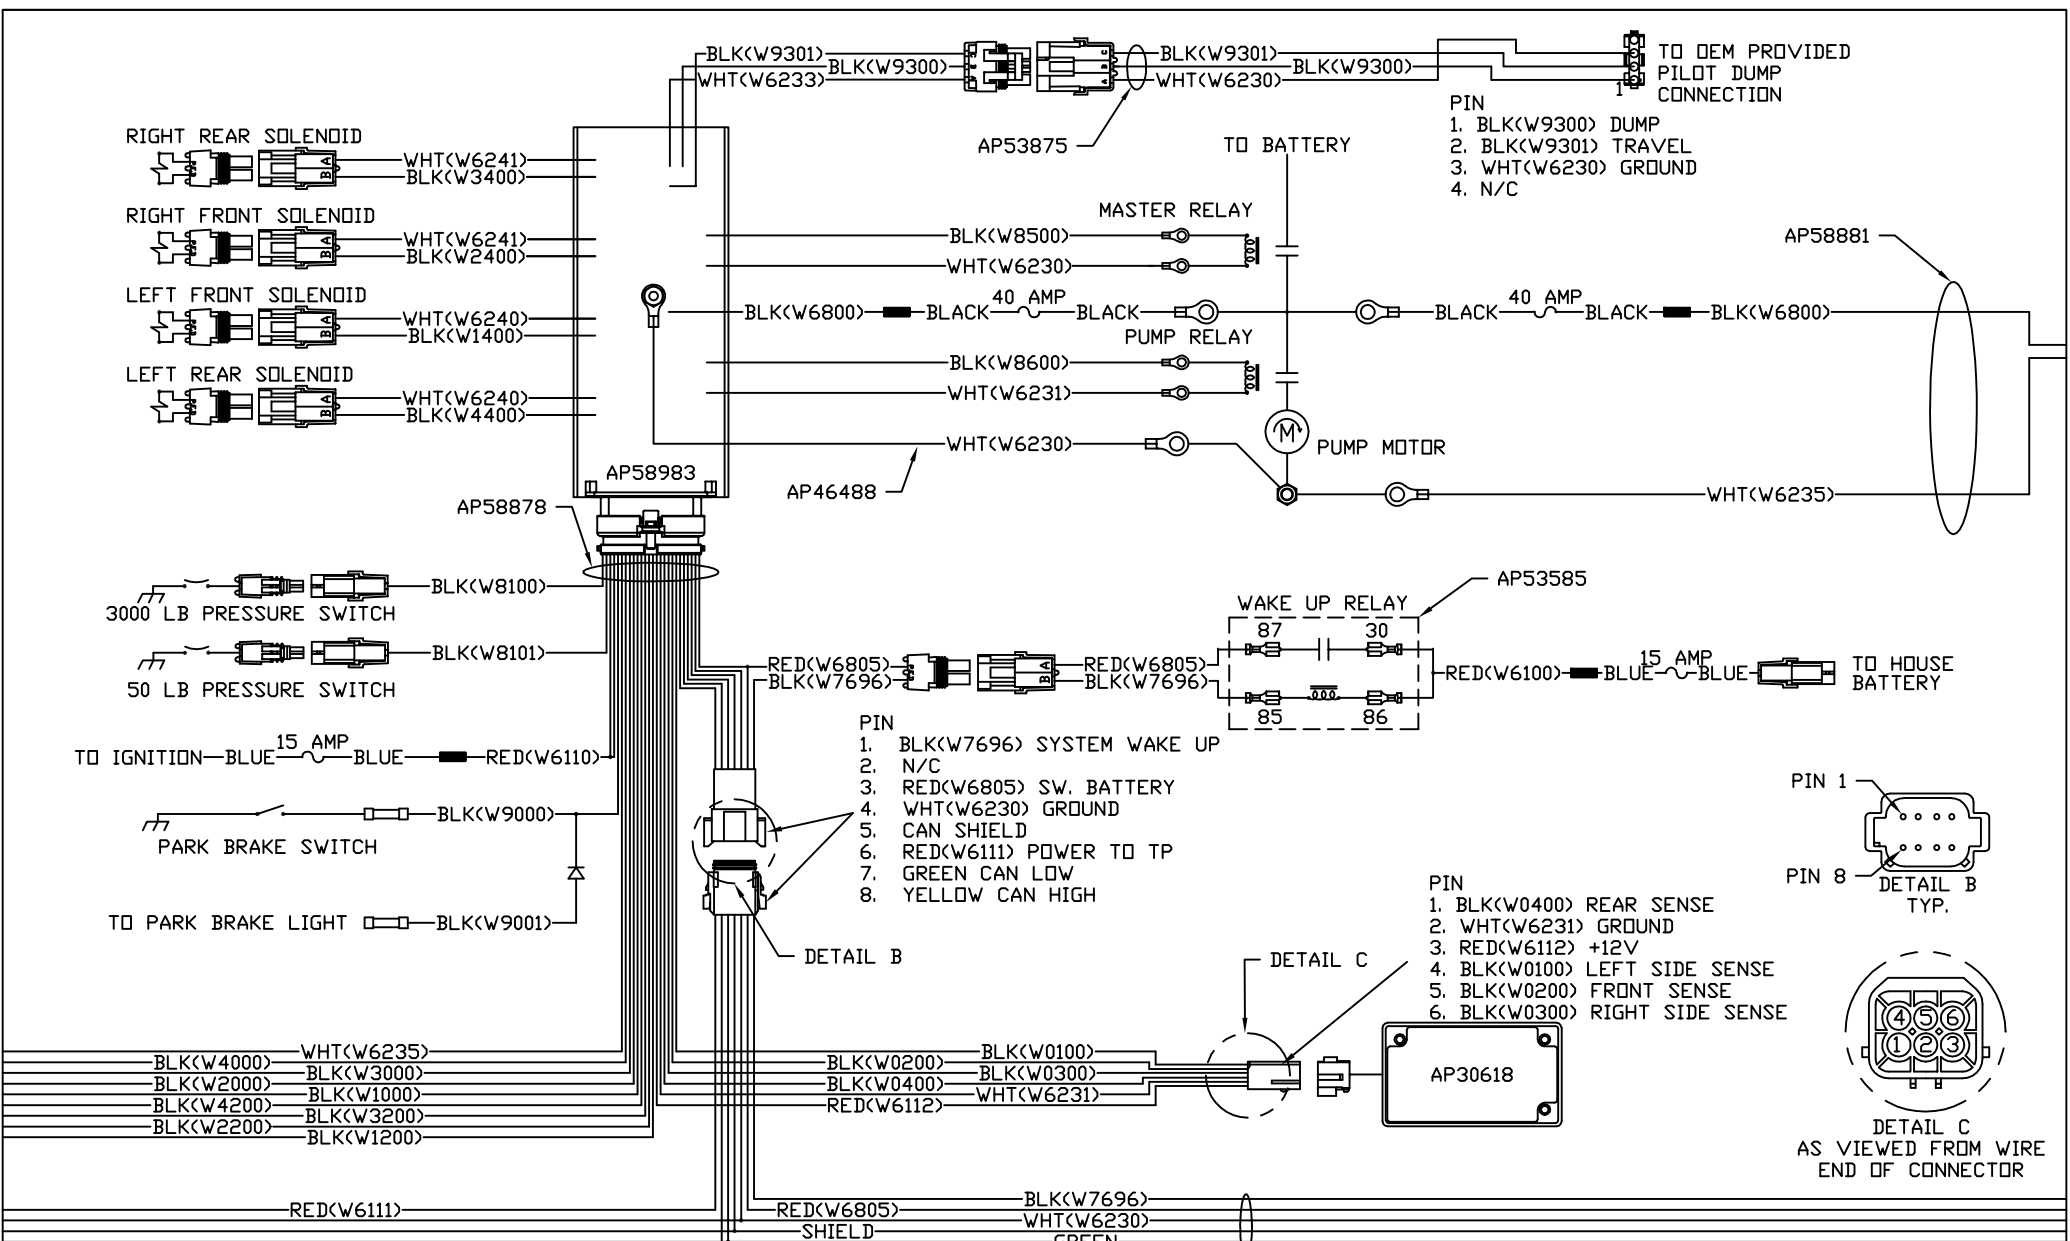 BLK(W9301)
BLK(W9300)
WHT(W6233)
BLK(W9301)
BLK(W9300)
WHT(W6230)
C
B
A
1
TO OEM PROVIDED
PILOT DUMP
CONNECTION
AP53875
PIN
1. BLK(W9300) DUMP
2. BLK(W9301) TRAVEL
3. WHT(W6230) GROUND
4. N/C
RIGHT REAR SOLENOID
A
B
WHT(W6241)
BLK(W3400)
RIGHT FRONT SOLENOID
A
B
WHT(W6241)
BLK(W2400)
LEFT FRONT SOLENOID
A
B
WHT(W6240)
BLK(W1400)
LEFT REAR SOLENOID
A
B
WHT(W6240)
BLK(W4400)
TO BATTERY
MASTER RELAY
BLK(W8500)
WHT(W6230)
BLK(W6800)
BLACK
40 AMP
BLACK
BLACK
40 AMP
BLACK
BLK(W6800)
AP58881
PUMP RELAY
BLK(W8600)
WHT(W6231)
M
PUMP MOTOR
WHT(W6230)
AP46488
WHT(W6235)
AP58983
AP58878
BLK(W8100)
3000 LB PRESSURE SWITCH
BLK(W8101)
50 LB PRESSURE SWITCH
TO IGNITION
BLUE
15 AMP
BLUE
RED(W6110)
BLK(W9000)
PARK BRAKE SWITCH
TO PARK BRAKE LIGHT
BLK(W9001)
AP53585
WAKE UP RELAY
87
30
85
86
RED(W6805)
BLK(W7696)
A
B
RED(W6805)
BLK(W7696)
RED(W6100)
BLUE
15 AMP
BLUE
TO HOUSE
BATTERY
PIN
1. BLK(W7696) SYSTEM WAKE UP
2. N/C
3. RED(W6805) SW. BATTERY
4. WHT(W6230) GROUND
5. CAN SHIELD
6. RED(W6111) POWER TO TP
7. GREEN CAN LOW
8. YELLOW CAN HIGH
DETAIL B
PIN 1
PIN 8
DETAIL B
TYP.
PIN
1. BLK(W0400) REAR SENSE
2. WHT(W6231) GROUND
3. RED(W6112) +12V
4. BLK(W0100) LEFT SIDE SENSE
5. BLK(W0200) FRONT SENSE
6. BLK(W0300) RIGHT SIDE SENSE
DETAIL C
AP30618
4 5 6
1 2 3
DETAIL C
AS VIEWED FROM WIRE
END OF CONNECTOR
WHT(W6235)
BLK(W4000)
BLK(W3000)
BLK(W2000)
BLK(W1000)
BLK(W4200)
BLK(W3200)
BLK(W2200)
BLK(W1200)
BLK(W0100)
BLK(W0200)
BLK(W0300)
BLK(W0400)
WHT(W6231)
RED(W6112)
BLK(W7696)
RED(W6111)
RED(W6805)
WHT(W6230)
SHIELD
GREEN